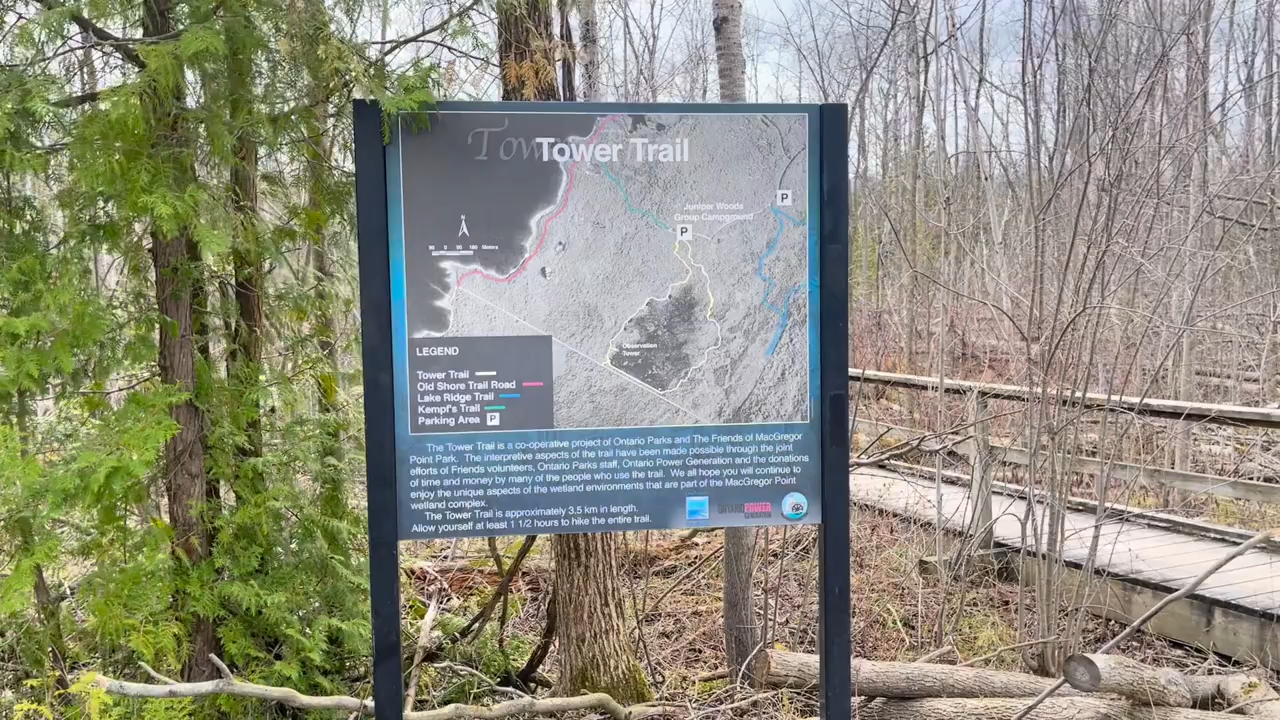 Tower Trail
P
Juniper Woods
Group Campground
P
N
Meters
Observation
Tower
LEGEND
Tower Trail
Old Shore Trail Road
Lake Ridge Trail
Kempf's Trail
Parking Area P
The Tower Trail is a co-operative project of Ontario Parks and The Friends of MacGregor
Point Park. The interpretive aspects of the trail have been made possible through the joint
efforts of Friends volunteers, Ontario Parks staff, Ontario Power Generation and the donations
of time and money by many of the people who use the trail. We all hope you will continue to
enjoy the unique aspects of the wetland environments that are part of the MacGregor Point
wetland complex.
The Tower Trail is approximately 3.5 km in length.
Allow yourself at least 1 1/2 hours to hike the entire trail.
ONTARIO POWER
GENERATION